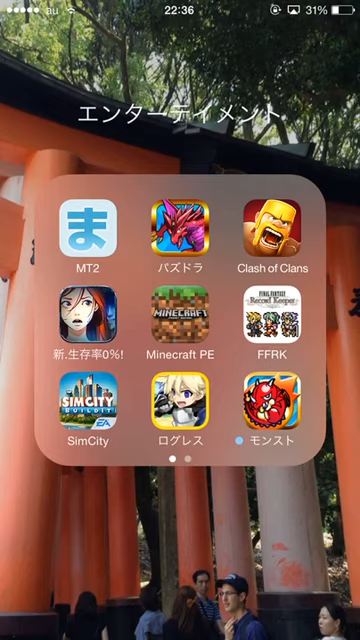 au 22:36 31%
エンターテイメント
ま
MT2
パズドラ
Clash of Clans
MINECRAFT
FINAL FANTASY
Record Keeper
新.生存率0%!
Minecraft PE
FFRK
SIMCITY
BUILDIT
EA
SimCity
ログレス
モンスト